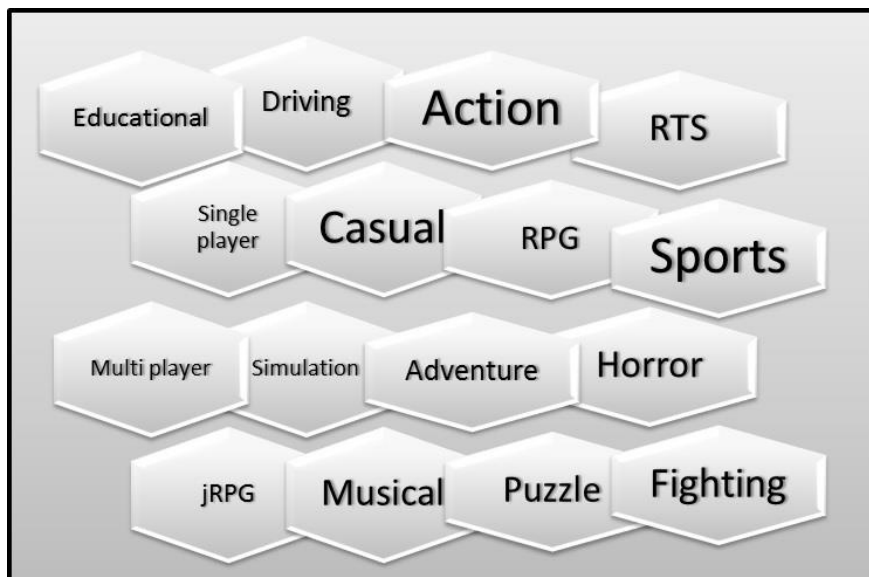 Educational
Driving
Action
RTS
Single
player
Casual
RPG
Sports
Multi player
Simulation
Adventure
Horror
jRPG
Musical
Puzzle
Fighting